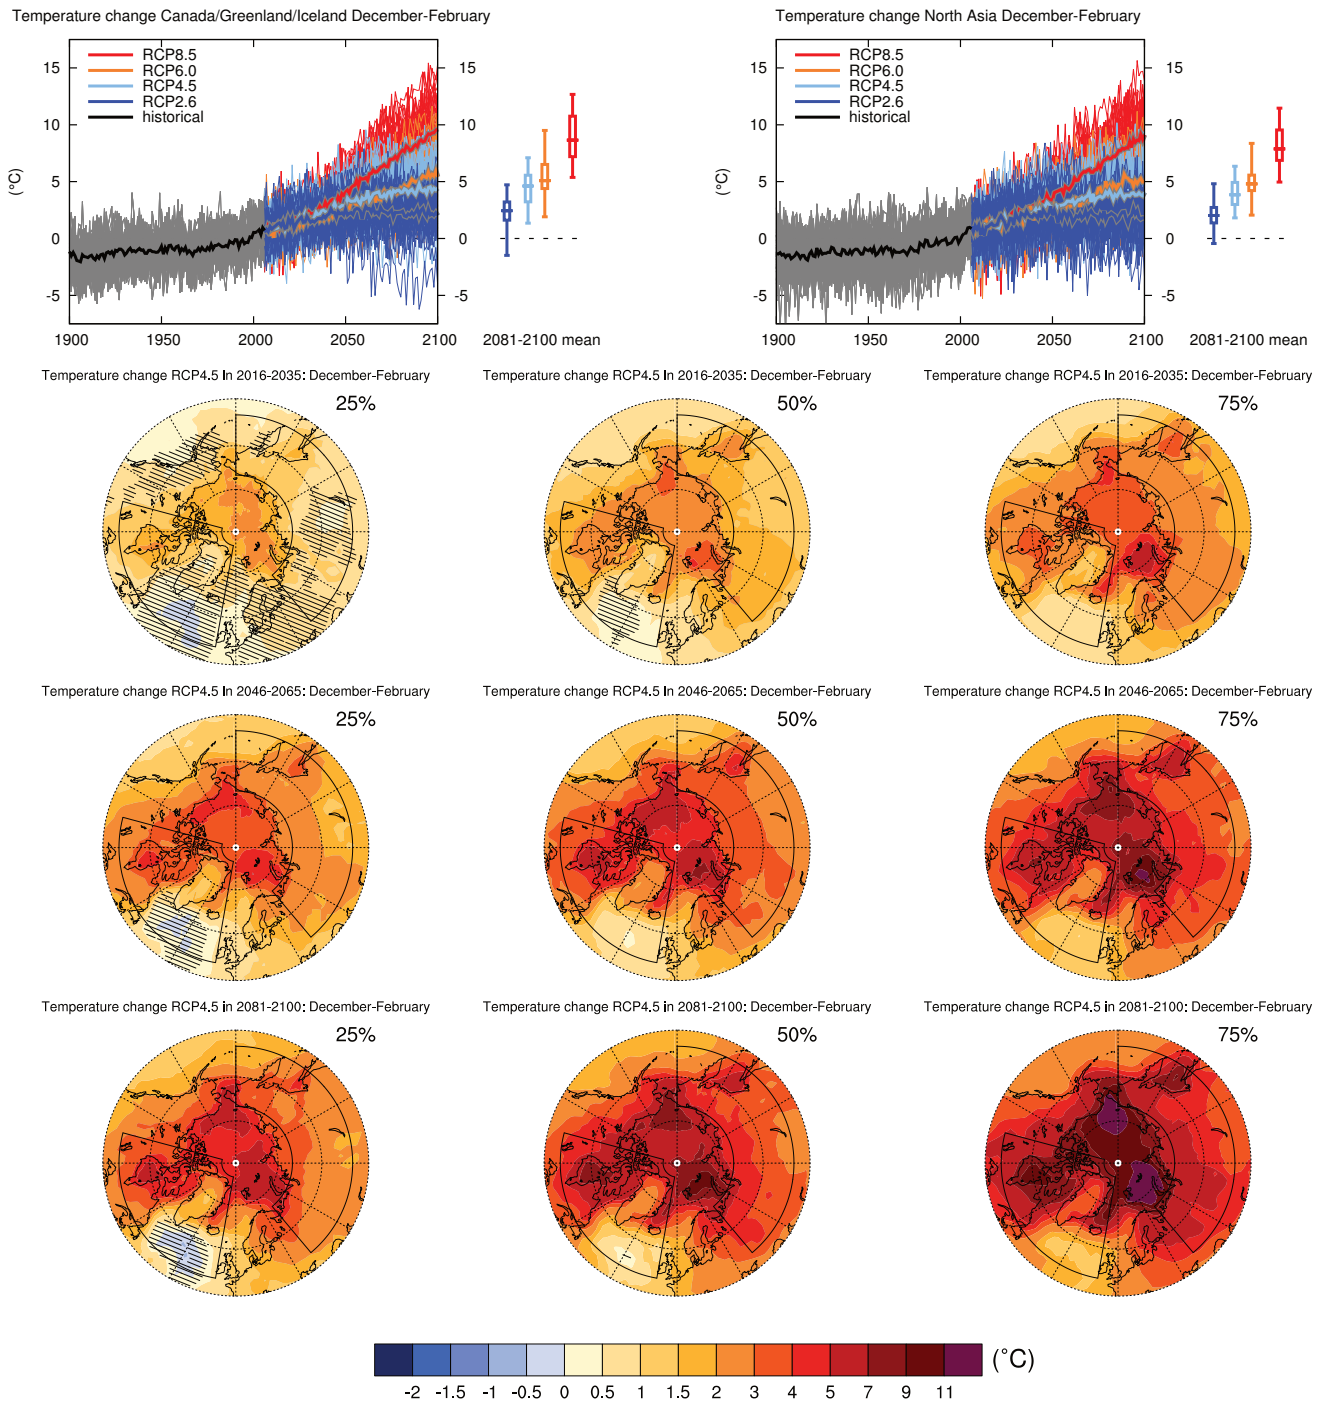 Temperature change Canada/Greenland/Iceland December-February
RCP8.5
RCP6.0
RCP4.5
RCP2.6
historical
(°C)
15
10
5
0
-5
15
10
5
0
-5
1900 1950 2000 2050 2100
2081-2100 mean
Temperature change North Asia December-February
RCP8.5
RCP6.0
RCP4.5
RCP2.6
historical
(°C)
15
10
5
0
-5
15
10
5
0
-5
1900 1950 2000 2050 2100
2081-2100 mean
Temperature change RCP4.5 in 2016-2035: December-February
25%
Temperature change RCP4.5 in 2016-2035: December-February
50%
Temperature change RCP4.5 in 2016-2035: December-February
75%
Temperature change RCP4.5 in 2046-2065: December-February
25%
Temperature change RCP4.5 in 2046-2065: December-February
50%
Temperature change RCP4.5 in 2046-2065: December-February
75%
Temperature change RCP4.5 in 2081-2100: December-February
25%
Temperature change RCP4.5 in 2081-2100: December-February
50%
Temperature change RCP4.5 in 2081-2100: December-February
75%
(°C)
-2 -1.5 -1 -0.5 0 0.5 1 1.5 2 3 4 5 7 9 11